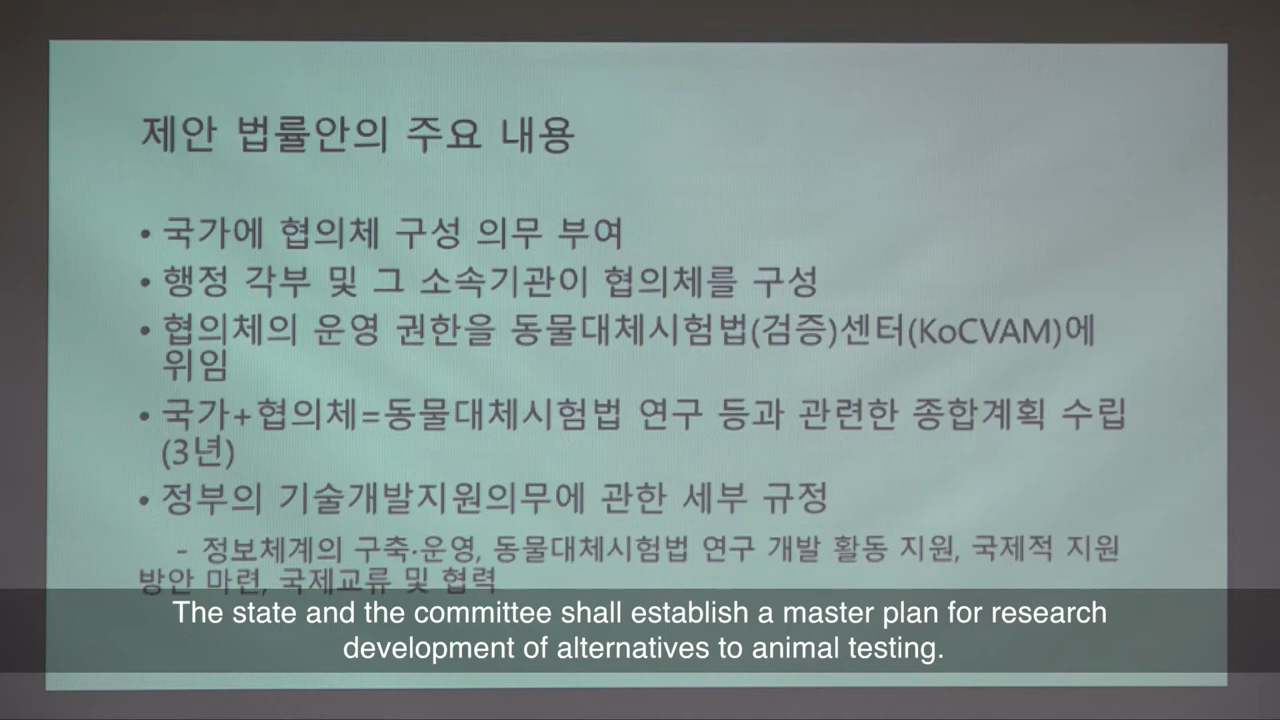 제안 법률안의 주요 내용
• 국가에 협의체 구성 의무 부여
• 행정 각부 및 그 소속기관이 협의체를 구성
• 협의체의 운영 권한을 동물대체시험법(검증)센터(KoCVAM)에
위임
• 국가+협의체=동물대체시험법 연구 등과 관련한 종합계획 수립
(3년)
• 정부의 기술개발지원의무에 관한 세부 규정
- 정보체계의 구축·운영, 동물대체시험법 연구 개발 활동 지원, 국제적 지원
방안 마련, 국제교류 및 협력
The state and the committee shall establish a master plan for research
development of alternatives to animal testing.